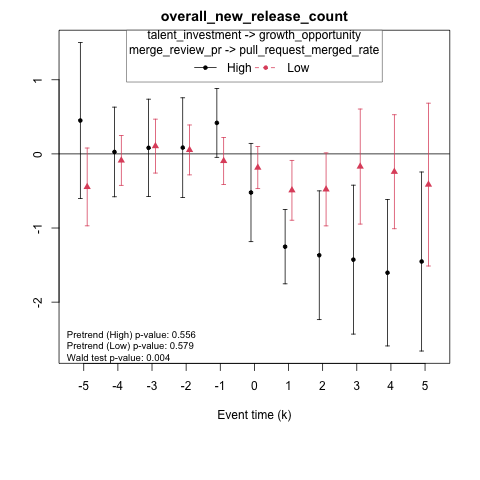 overall_new_release_count
talent_investment -> growth_opportunity
merge_review_pr -> pull_request_merged_rate
High Low
1
0
-1
-2
Pretrend (High) p-value: 0.556
Pretrend (Low) p-value: 0.579
Wald test p-value: 0.004
-5 -4 -3 -2 -1 0 1 2 3 4 5
Event time (k)